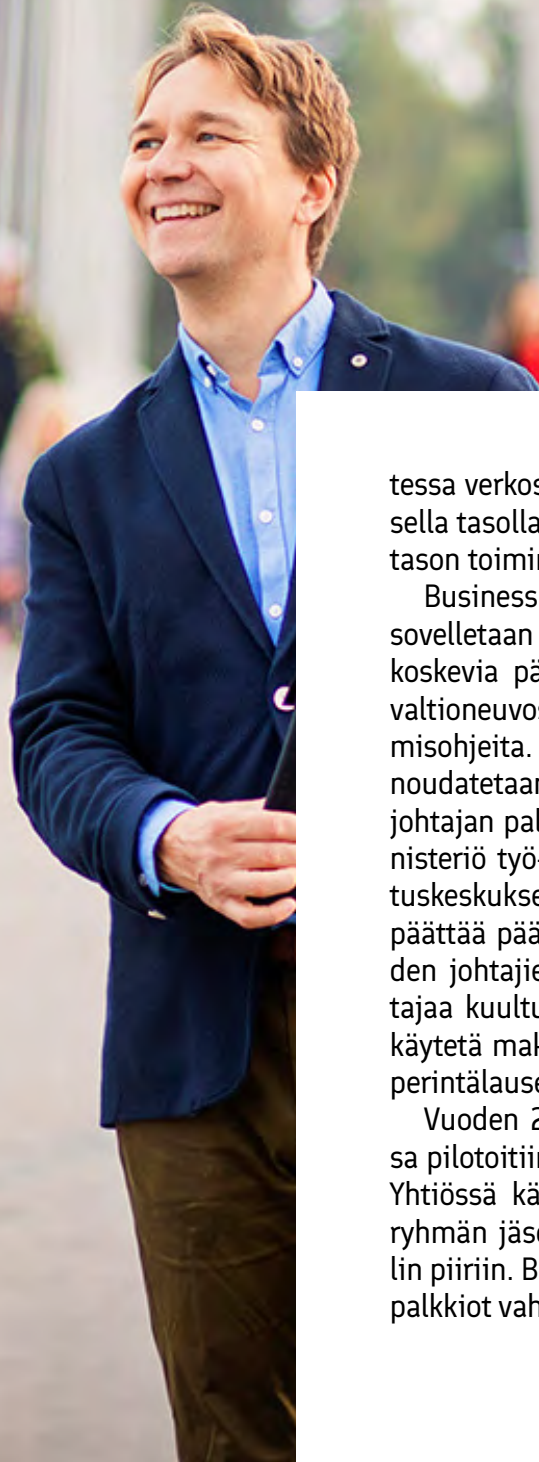 tessa verkos
sella tasolla
tason toimin
Business
sovelletaan
koskevia pä
valtioneuvos
misohjeita.
noudatetaan
johtajan pal
nisteriö työ-
tuskeskukse
päättää pää
den johtajie
tajaa kuultu
käytetä mak
perintälause
Vuoden 2
sa pilotoitiin
Yhtiössä kä
ryhmän jäse
lin piiriin. B
palkkiot vah